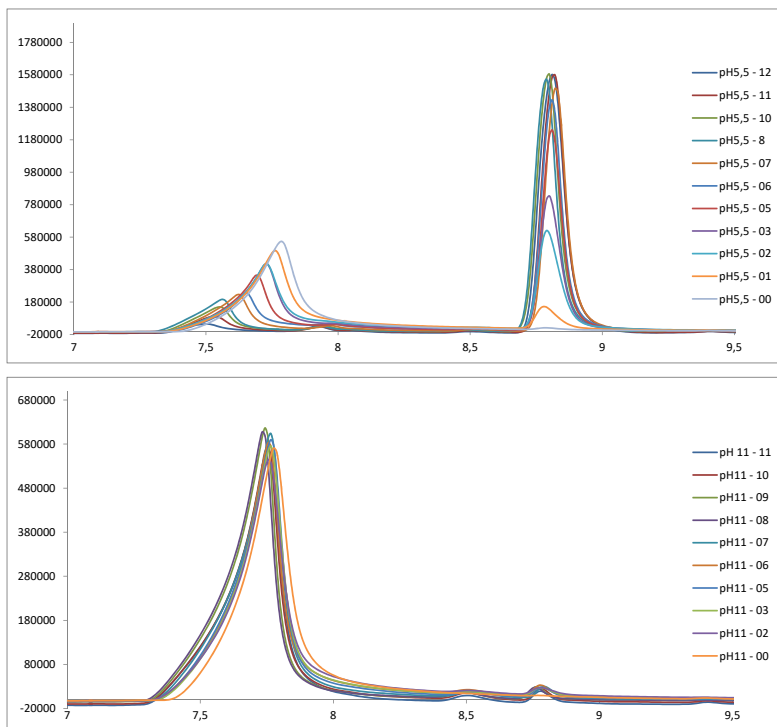 1780000
1580000
1380000
1180000
980000
780000
580000
380000
180000
-20000
7
7,5
8
8,5
9
9,5
pH5,5 - 12
pH5,5 - 11
pH5,5 - 10
pH5,5 - 8
pH5,5 - 07
pH5,5 - 06
pH5,5 - 05
pH5,5 - 03
pH5,5 - 02
pH5,5 - 01
pH5,5 - 00
680000
580000
480000
380000
280000
180000
80000
-20000
7
7,5
8
8,5
9
9,5
pH 11 - 11
pH11 - 10
pH11 - 09
pH11 - 08
pH11 - 07
pH11 - 06
pH11 - 05
pH11 - 03
pH11 - 02
pH11 - 00